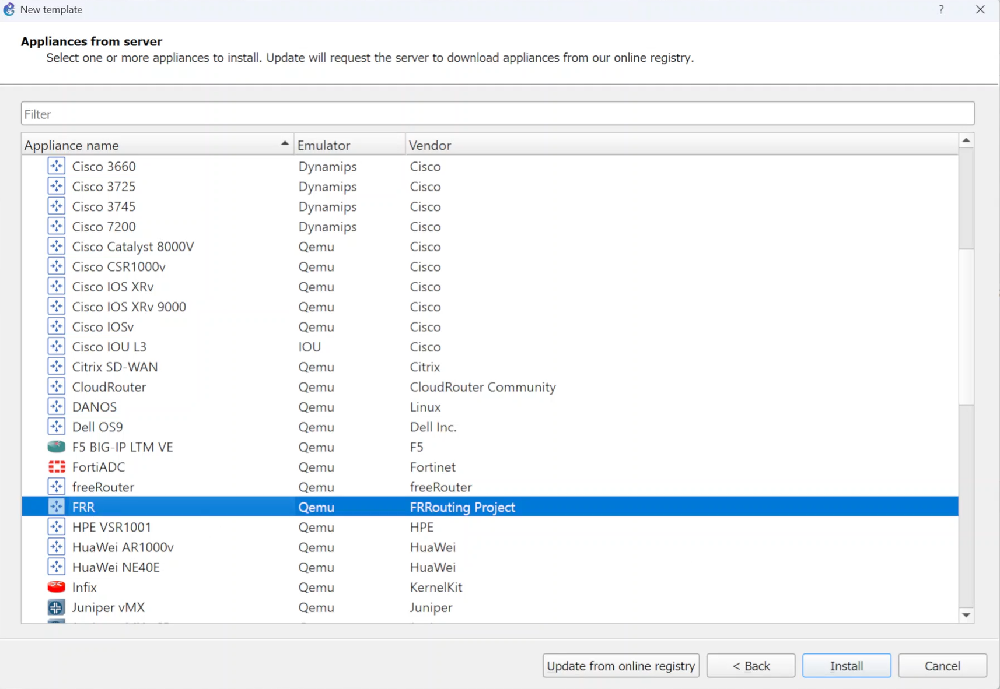 New template
?
Appliances from server
Select one or more appliances to install. Update will request the server to download appliances from our online registry.
Filter
Appliance name Emulator Vendor
Cisco 3660 Dynamips Cisco
Cisco 3725 Dynamips Cisco
Cisco 3745 Dynamips Cisco
Cisco 7200 Dynamips Cisco
Cisco Catalyst 8000V Qemu Cisco
Cisco CSR1000v Qemu Cisco
Cisco IOS XRv Qemu Cisco
Cisco IOS XRv 9000 Qemu Cisco
Cisco IOSv Qemu Cisco
Cisco IOU L3 IOU Cisco
Citrix SD-WAN Qemu Citrix
CloudRouter Qemu CloudRouter Community
DANOS Qemu Linux
Dell OS9 Qemu Dell Inc.
F5 BIG-IP LTM VE Qemu F5
FortiADC Qemu Fortinet
freeRouter Qemu freeRouter
FRR Qemu FRRouting Project
HPE VSR1001 Qemu HPE
HuaWei AR1000v Qemu HuaWei
HuaWei NE40E Qemu HuaWei
Infix Qemu KernelKit
Juniper vMX Qemu Juniper
Update from online registry < Back Install Cancel